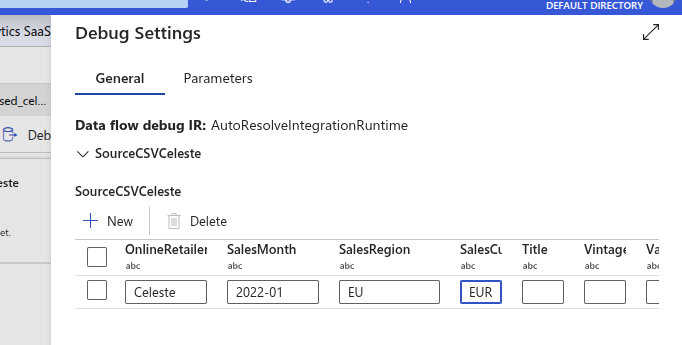 DEFAULT DIRECTORY
ytics SaaS
Debug Settings
General Parameters
sed_cel...
Data flow debug IR: AutoResolveIntegrationRuntime
Deb
SourceCSVCeleste
este
SourceCSVCeleste
New Delete
et.
OnlineRetailer SalesMonth SalesRegion SalesCu Title Vintage Va
abc abc abc abc abc abc abc
Celeste 2022-01 EU EUR